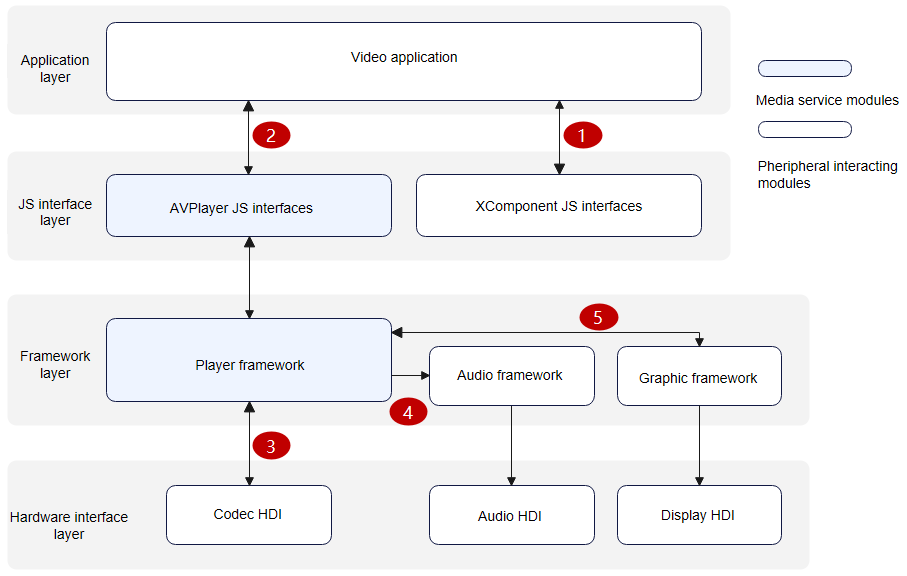 Application
layer
Video application
Media service modules
2
1
Pheripheral interacting
modules
JS interface
layer
AVPlayer JS interfaces
XComponent JS interfaces
5
Framework
layer
Player framework
Audio framework
Graphic framework
4
3
Hardware interface
layer
Codec HDI
Audio HDI
Display HDI